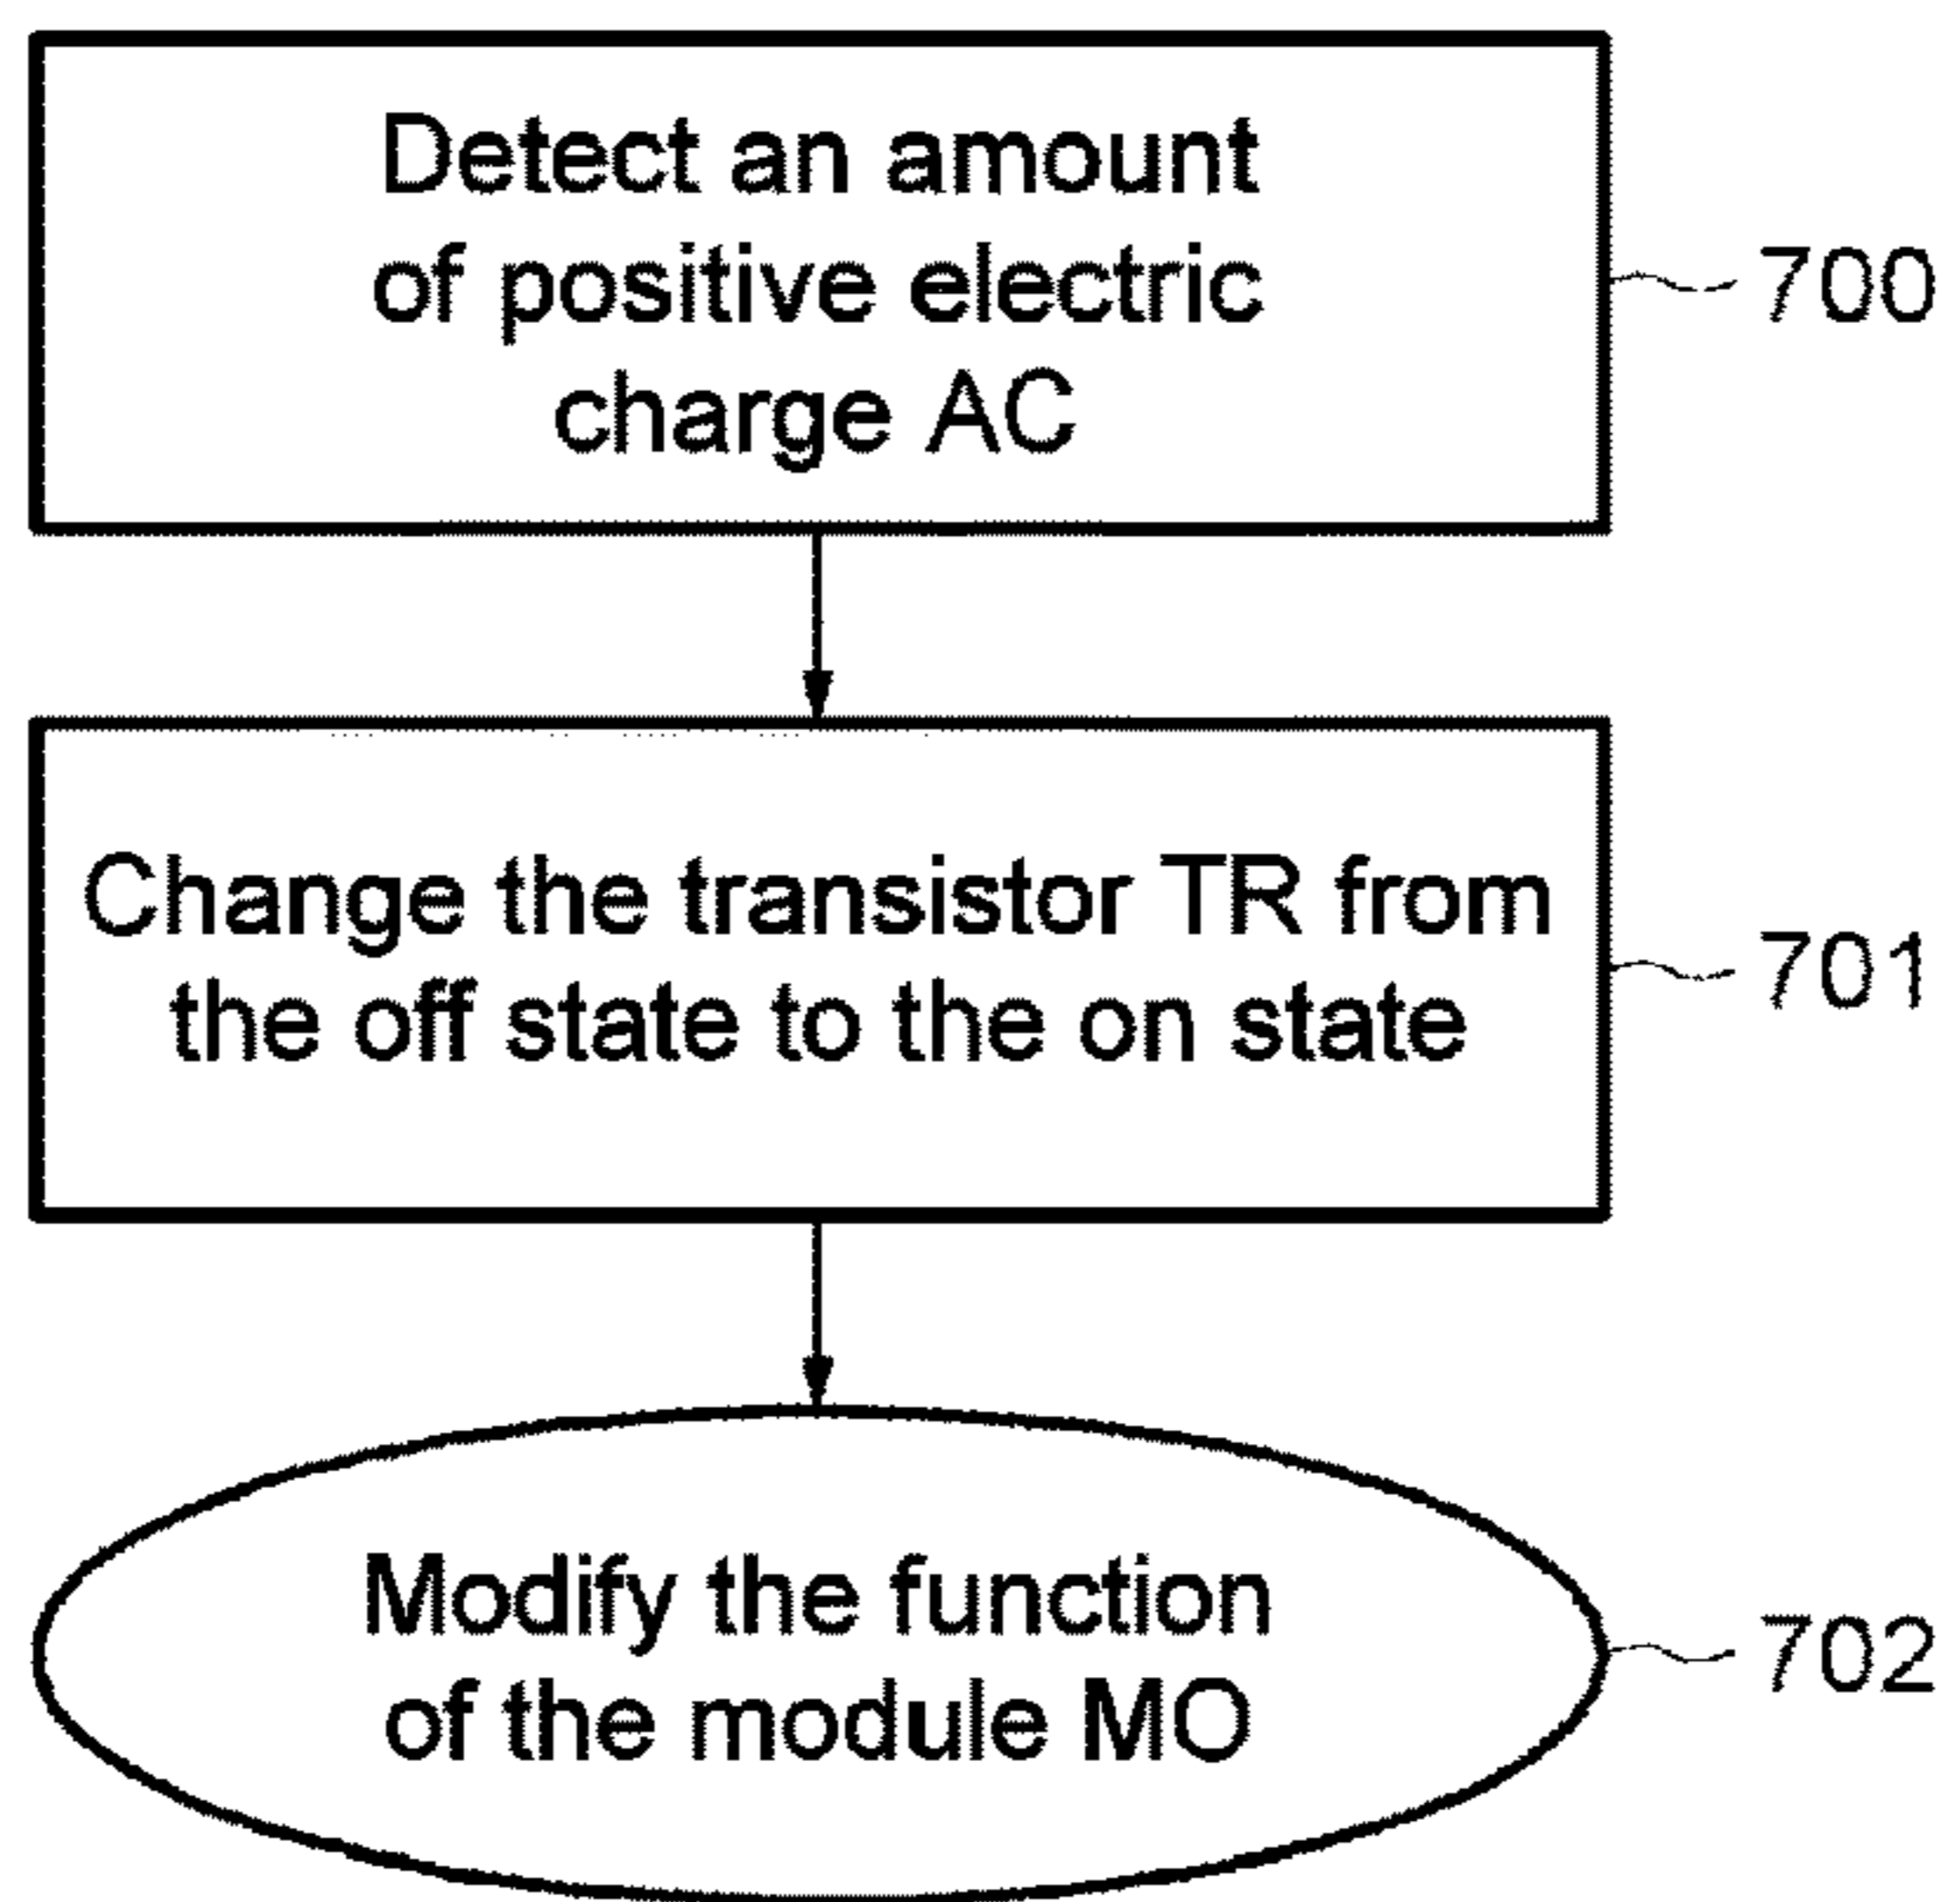 Detect an amount
of positive electric
charge AC
700
Change the transistor TR from
the off state to the on state
701
Modify the function
of the module MO
702